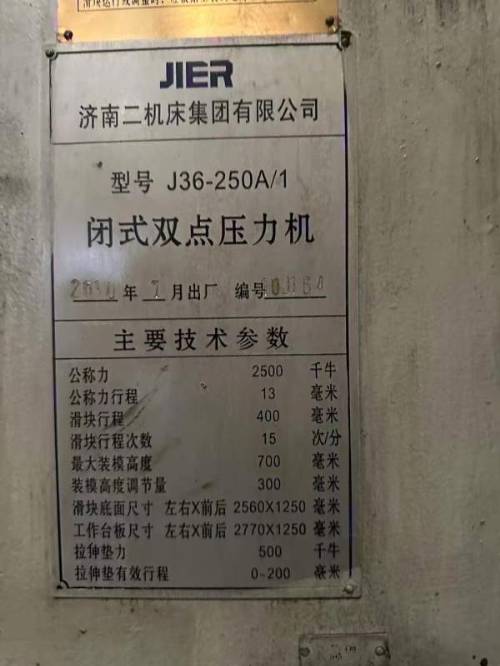 JIER
济南二机床集团有限公司
型号 J36-250A/1
闭式双点压力机
年 7 月出厂 编号
主要技术参数
公称力 2500 千牛
公称力行程 13 毫米
滑块行程 400 毫米
滑块行程次数 15 次/分
最大装模高度 700 毫米
装模高度调节量 300 毫米
滑块底面尺寸 左右X前后 2560X1250 毫米
工作台板尺寸 左右X前后 2770X1250 毫米
拉伸垫力 500 千牛
拉伸垫有效行程 0-200 毫米